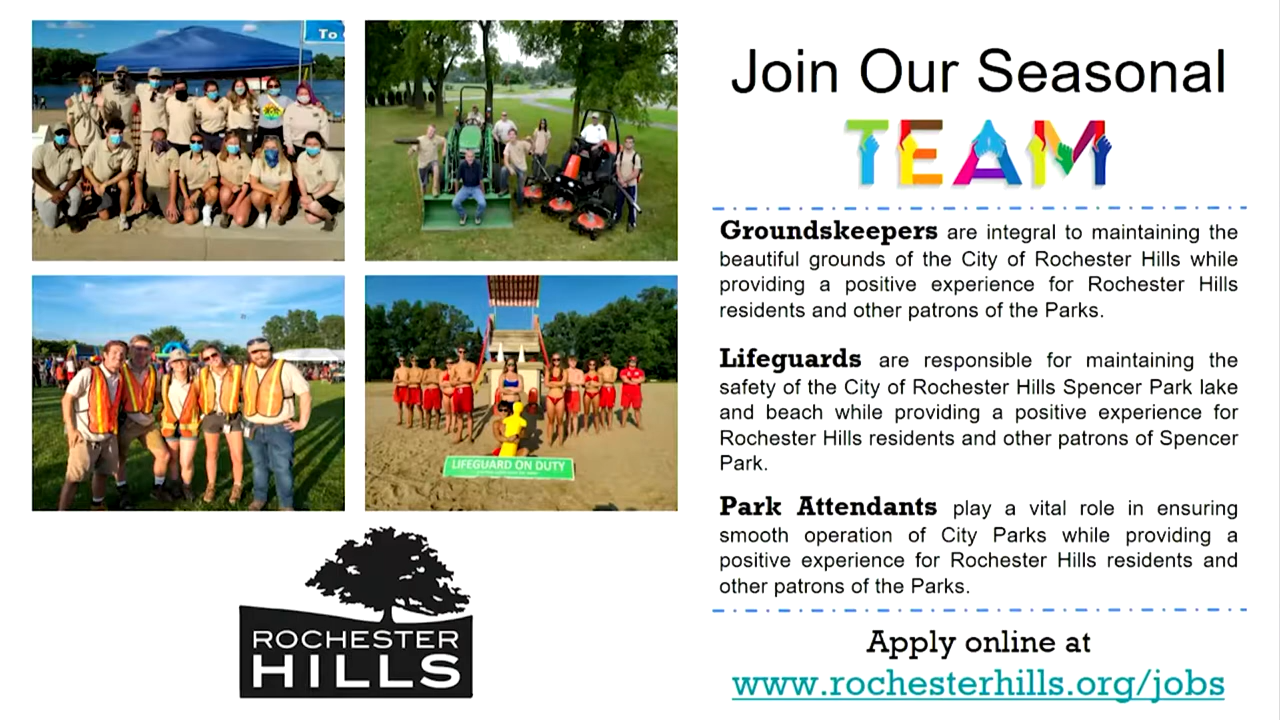 To
Join Our Seasonal
TEAM
Groundskeepers are integral to maintaining the
beautiful grounds of the City of Rochester Hills while
providing a positive experience for Rochester Hills
residents and other patrons of the Parks.
Lifeguards are responsible for maintaining the
safety of the City of Rochester Hills Spencer Park lake
and beach while providing a positive experience for
Rochester Hills residents and other patrons of Spencer
Park.
Park Attendants play a vital role in ensuring
smooth operation of City Parks while providing a
positive experience for Rochester Hills residents and
other patrons of the Parks.
Apply online at
www.rochesterhills.org/jobs
LIFEGUARD ON DUTY
ROCHESTER
HILLS